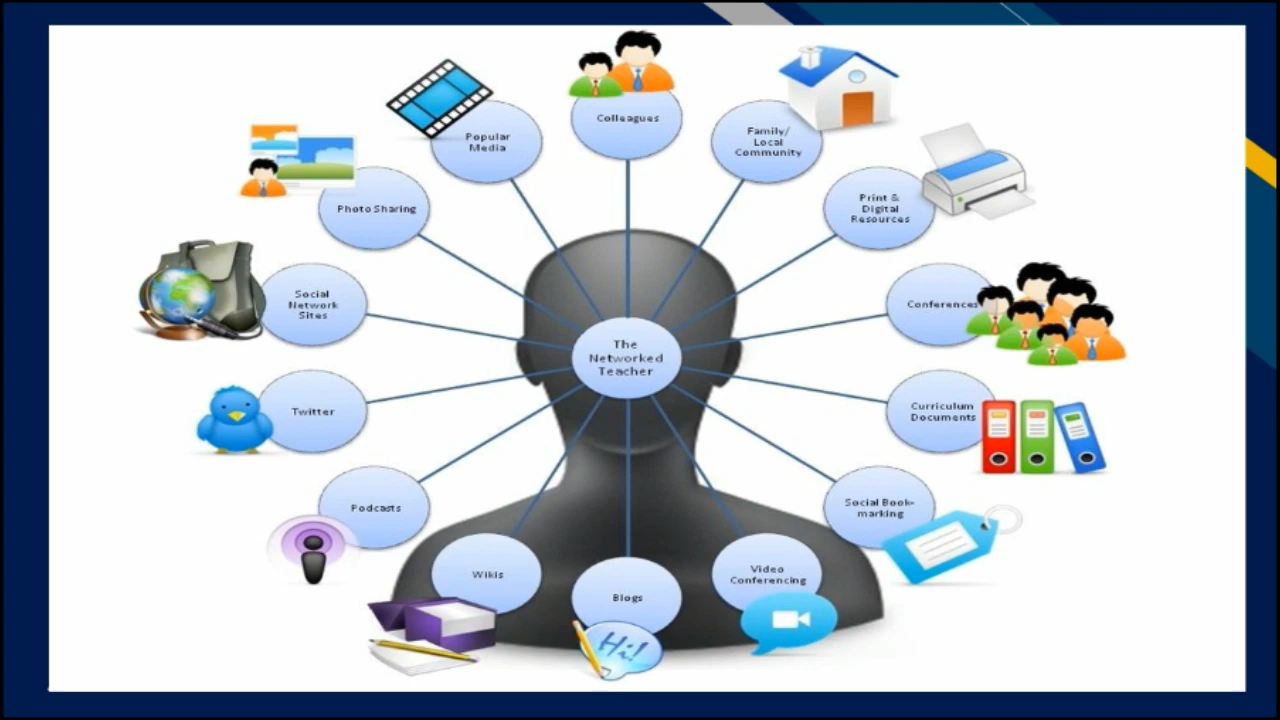 Colleagues
Popular
Media
Family/
Local
Community
Photo Sharing
Print &
Digital
Resources
Social
Network
Sites
Conferences
The
Networked
Teacher
Twitter
Curriculum
Documents
Podcasts
Social Book-
marking
Wikis
Blogs
Video
Conferencing
Hi!